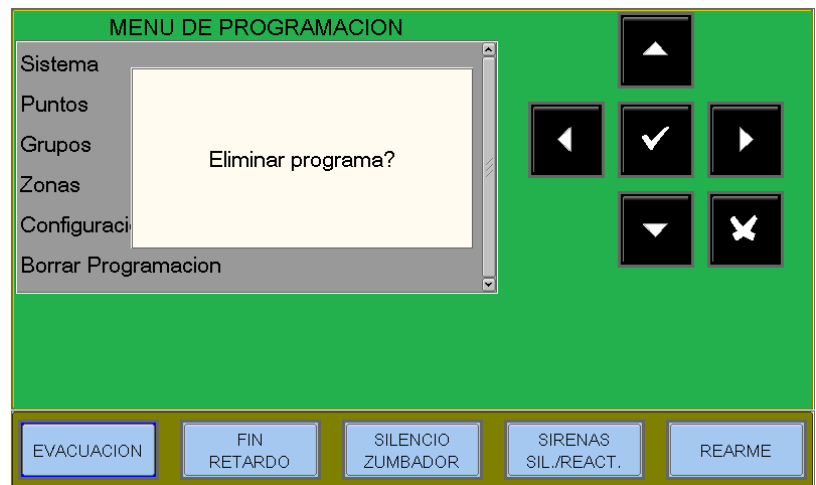 MENU DE PROGRAMACION
Sistema
Puntos
Grupos
Zonas
Configuraci
Borrar Programacion
Eliminar programa?
EVACUACION
FIN
RETARDO
SILENCIO
ZUMBADOR
SIRENAS
SIL./REACT.
REARME